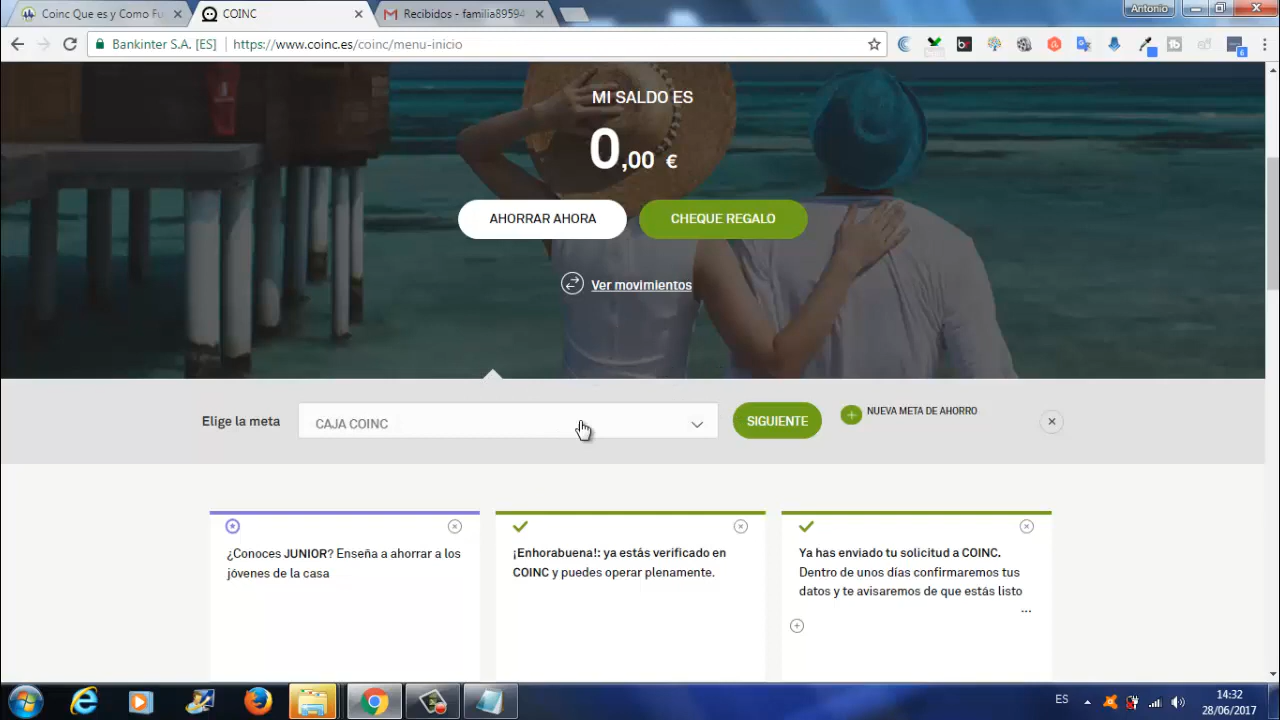 Coinc Que es y Como Fu
COINC
Recibidos - familia89594
Antonio
Bankinter S.A. [ES]
https://www.coinc.es/coinc/menu-inicio
MI SALDO ES
0,00 €
AHORRAR AHORA
CHEQUE REGALO
Ver movimientos
Elige la meta
CAJA COINC
SIGUIENTE
NUEVA META DE AHORRO
¿Conoces JUNIOR? Enseña a ahorrar a los
jóvenes de la casa
¡Enhorabuena!: ya estás verificado en
COINC y puedes operar plenamente.
Ya has enviado tu solicitud a COINC.
Dentro de unos días confirmaremos tus
datos y te avisaremos de que estás listo
...
ES
14:32
28/06/2017